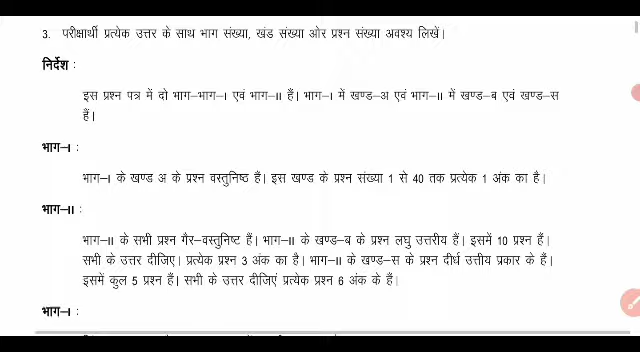 3. परीक्षार्थी प्रत्येक उत्तर के साथ भाग संख्या, खंड संख्या ओर प्रश्न संख्या अवश्य लिखें।
निर्देश :
इस प्रश्न पत्र में दो भाग–भाग–I एवं भाग–II हैं। भाग–I में खण्ड–अ एवं भाग–II में खण्ड–ब एवं खण्ड–स
हैं।
भाग–I :
भाग–I के खण्ड अ के प्रश्न वस्तुनिष्ठ हैं। इस खण्ड के प्रश्न संख्या 1 से 40 तक प्रत्येक 1 अंक का है।
भाग–II :
भाग–II के सभी प्रश्न गैर–वस्तुनिष्ट हैं। भाग–II के खण्ड–ब के प्रश्न लघु उत्तरीय हैं। इसमें 10 प्रश्न हैं।
सभी के उत्तर दीजिए। प्रत्येक प्रश्न 3 अंक का है। भाग–II के खण्ड–स के प्रश्न दीर्ध उत्तीय प्रकार के हैं।
इसमें कुल 5 प्रश्न हैं। सभी के उत्तर दीजिएं प्रत्येक प्रश्न 6 अंक के हैं।
भाग–I :